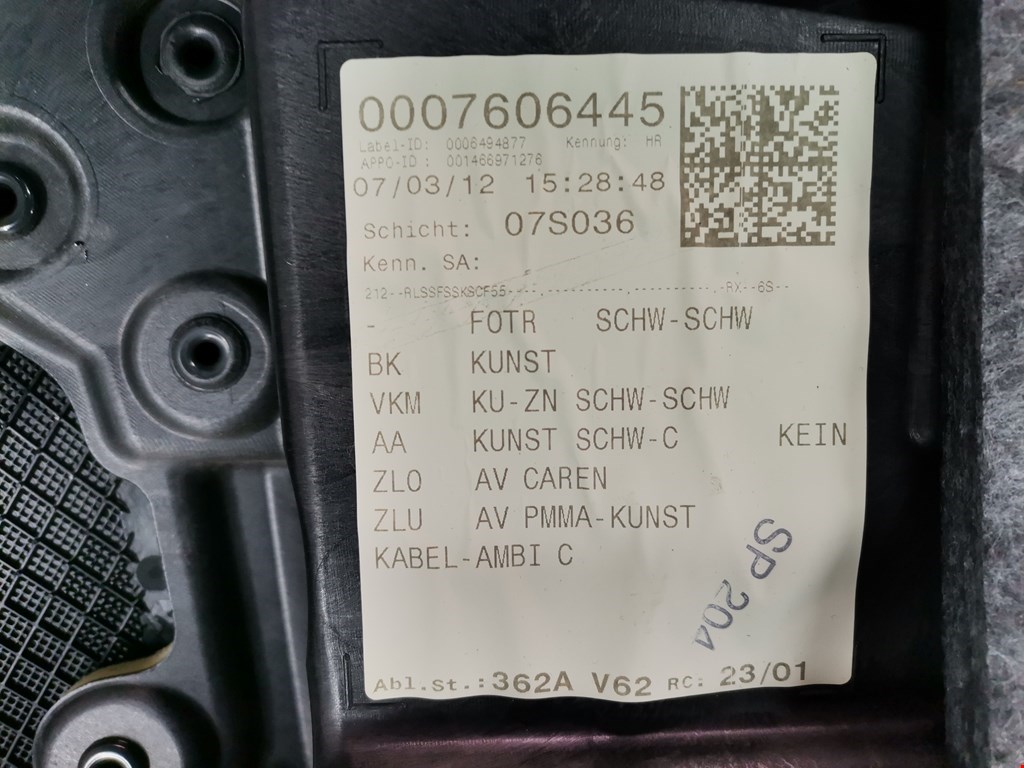 0007606445
Label-ID: 0006494877 Kennung: HR
APPO-ID: 001466971276
07/03/12 15:28:48
Schicht: 07S036
Kenn. SA:
- FOTR SCHW-SCHW
BK KUNST
VKM KU-ZN SCHW-SCHW
AA KUNST SCHW-C KEIN
ZLO AV CAREN
ZLU AV PMMA-KUNST
KABEL-AMBI C
SP 204
Abl.St.: 362A V62 RC: 23/01